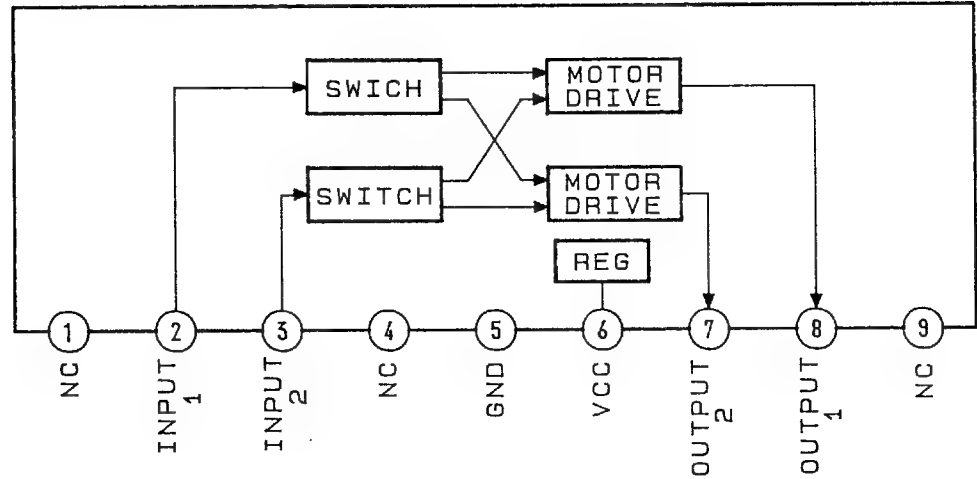 SWICH
MOTOR
DRIVE
SWITCH
MOTOR
DRIVE
REG
1
2
3
4
5
6
7
8
9
NC
INPUT
1
INPUT
2
NC
GND
VCC
OUTPUT
2
OUTPUT
1
NC